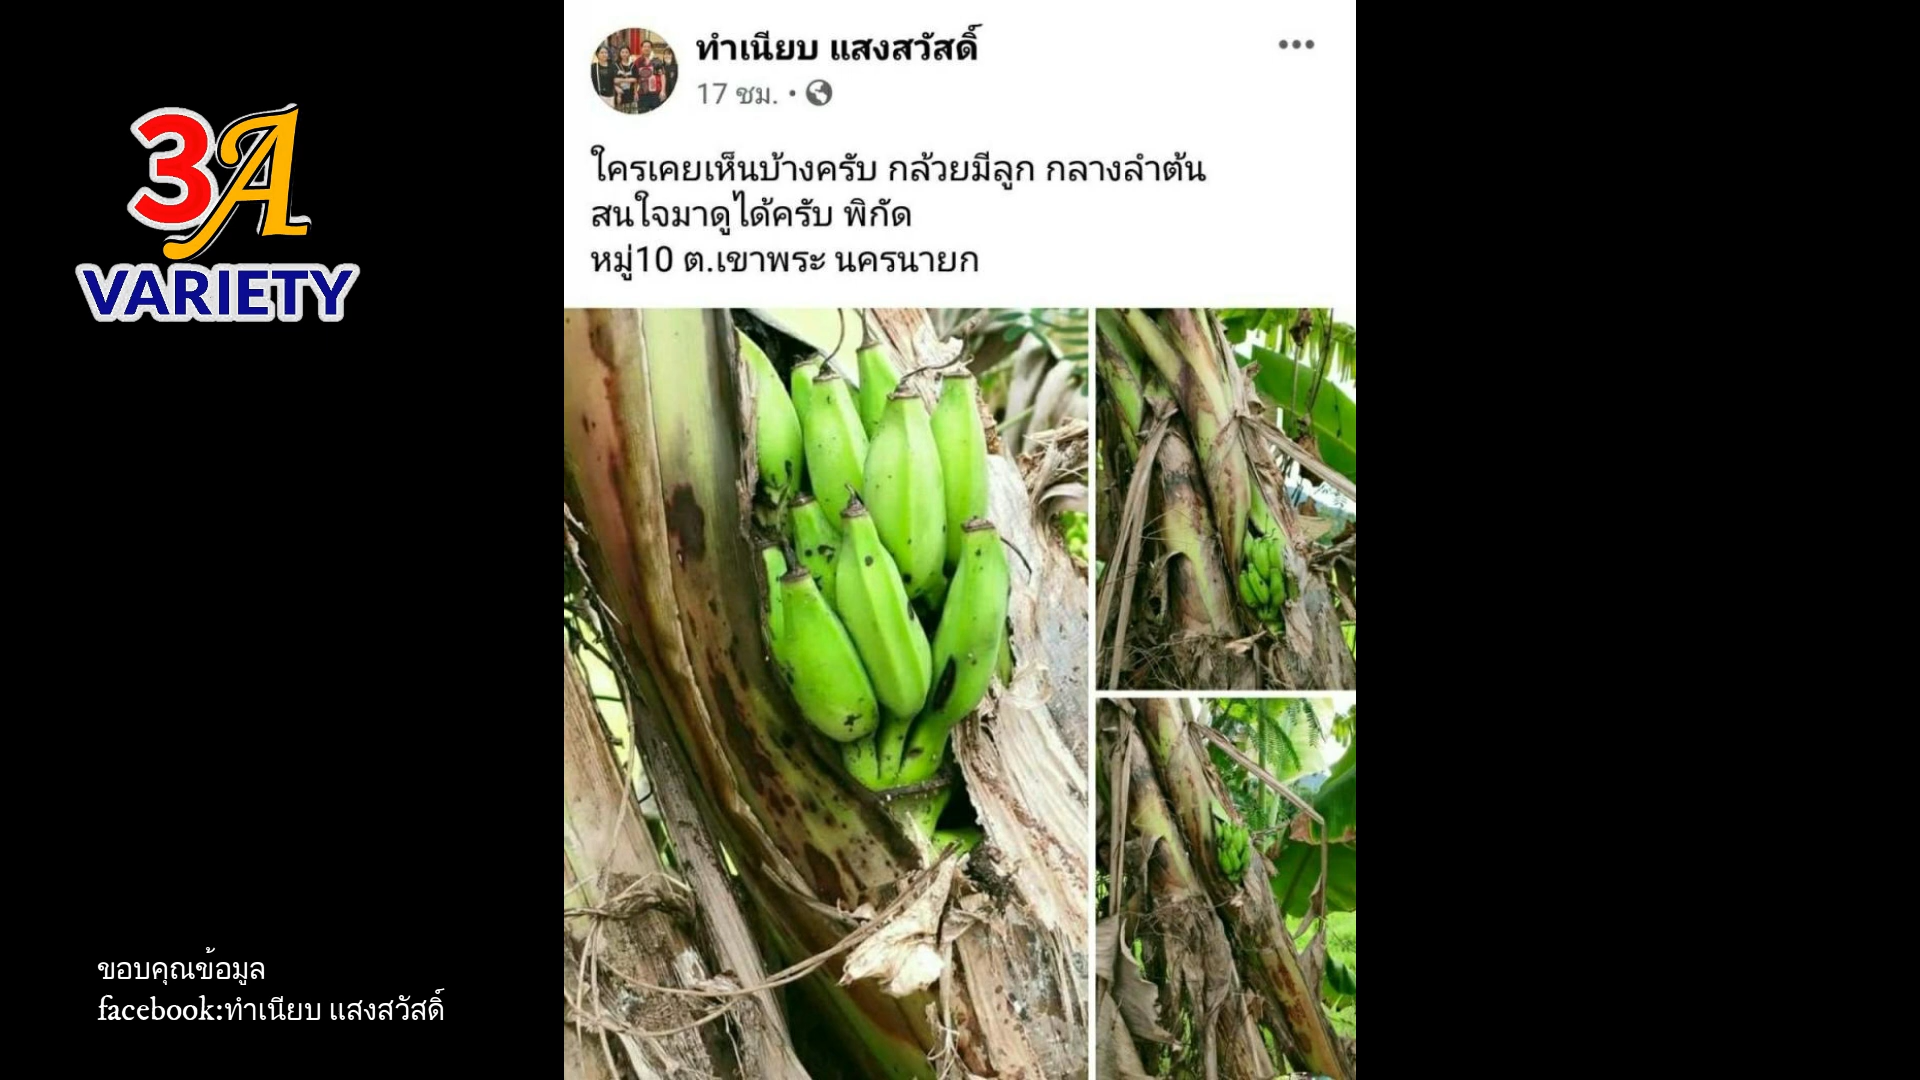 3A
VARIETY
ทำเนียบ แสงสวัสดิ์
17 ชม.
ใครเคยเห็นบ้างครับ กล้วยมีลูก กลางลำต้น
สนใจมาดูได้ครับ พิกัด
หมู่10 ต.เขาพระ นครนายก
ขอบคุณข้อมูล
facebook:ทำเนียบ แสงสวัสดิ์